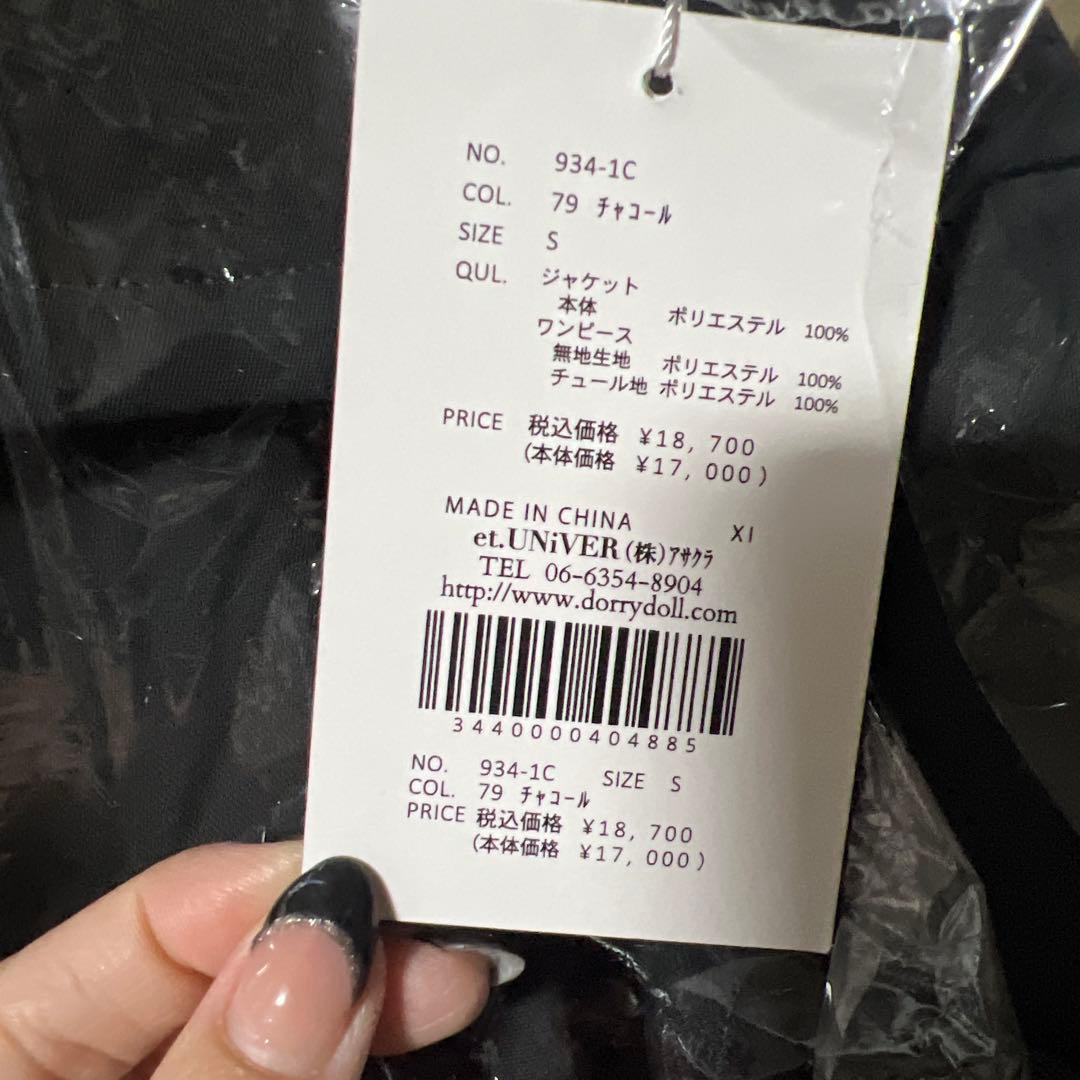 NO. 934-1C
COL. 79 チャコール
SIZE S
QUL. ジャケット
本体 ポリエステル 100%
ワンピース
無地生地 ポリエステル 100%
チュール地 ポリエステル 100%
PRICE 税込価格 ¥18,700
(本体価格 ¥17,000)
MADE IN CHINA XI
et.UNiVER (株)アサクラ
TEL 06-6354-8904
http://www.dorrydoll.com
3440000404885
NO. 934-1C SIZE S
COL. 79 チャコール
PRICE 税込価格 ¥18,700
(本体価格 ¥17,000)